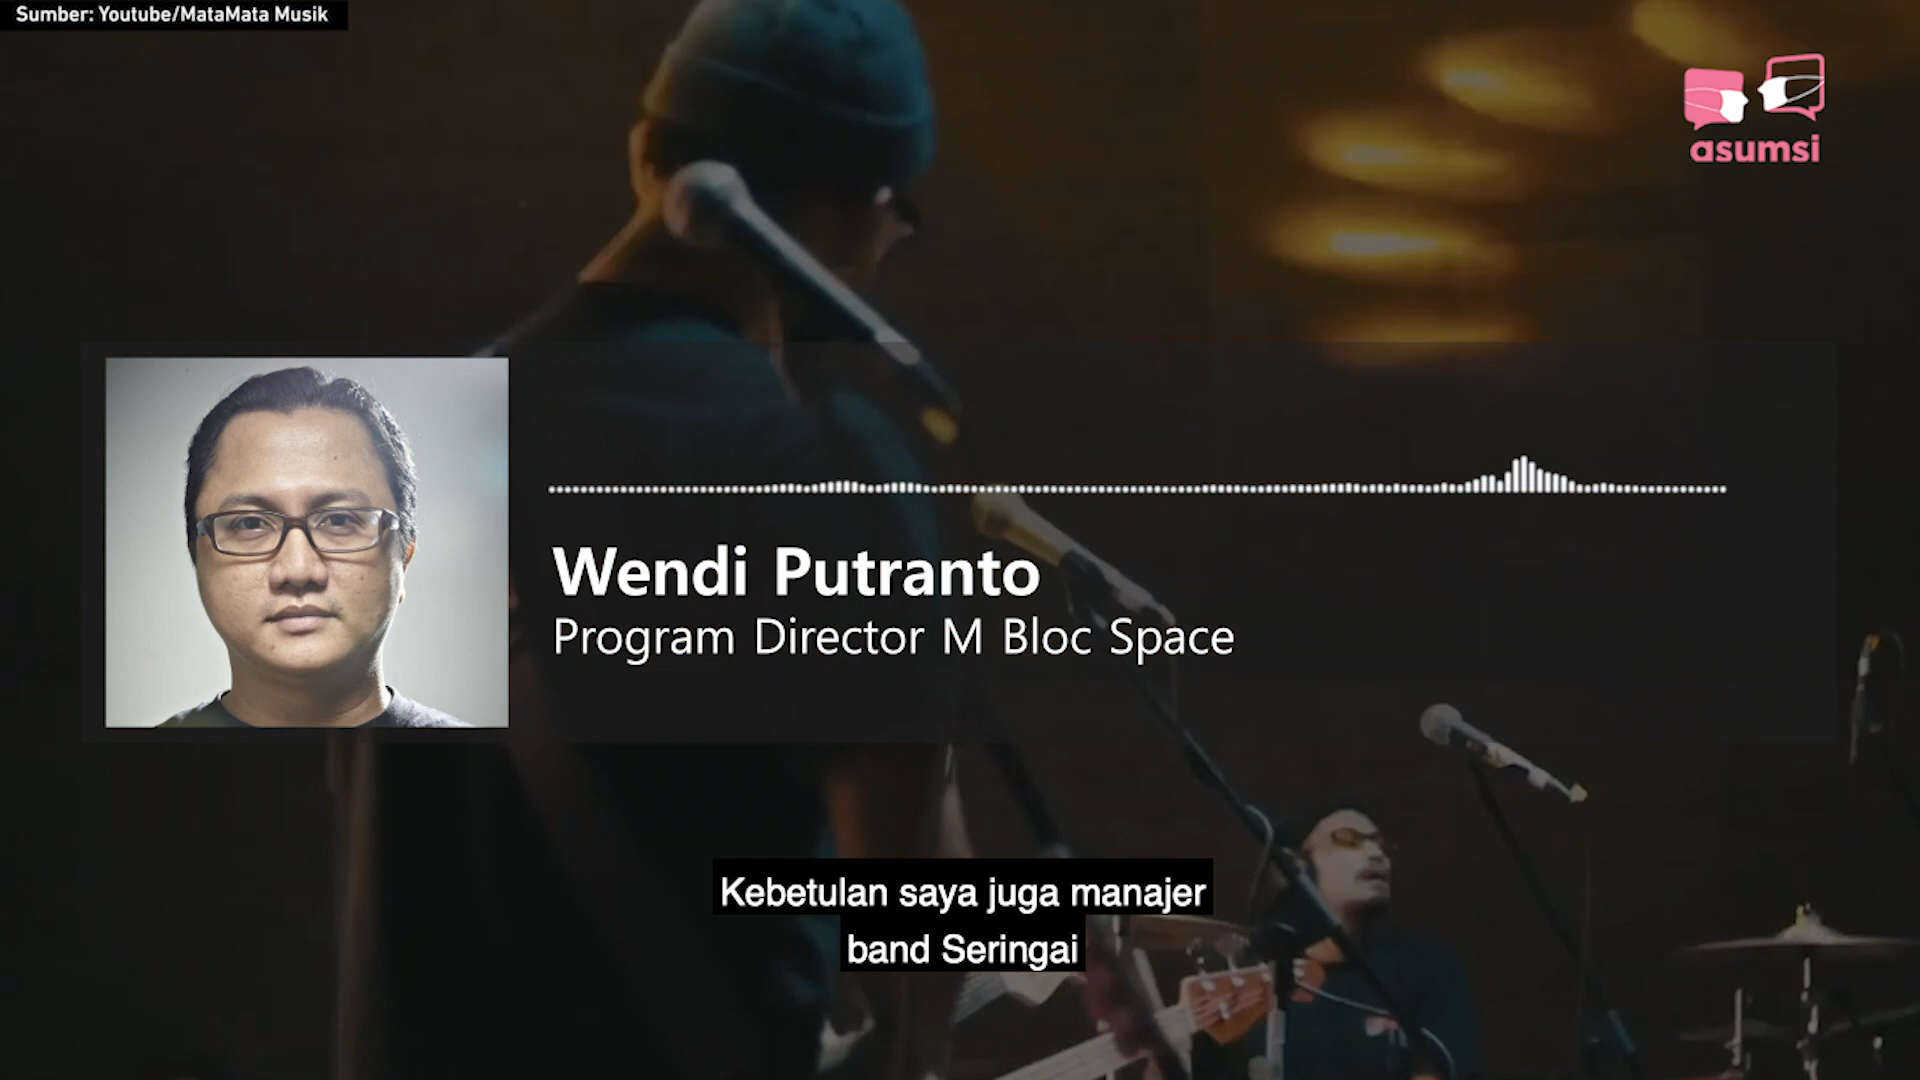 Sumber: Youtube/MataMata Musik
asumsi
Wendi Putranto
Program Director M Bloc Space
Kebetulan saya juga manajer
band Seringai